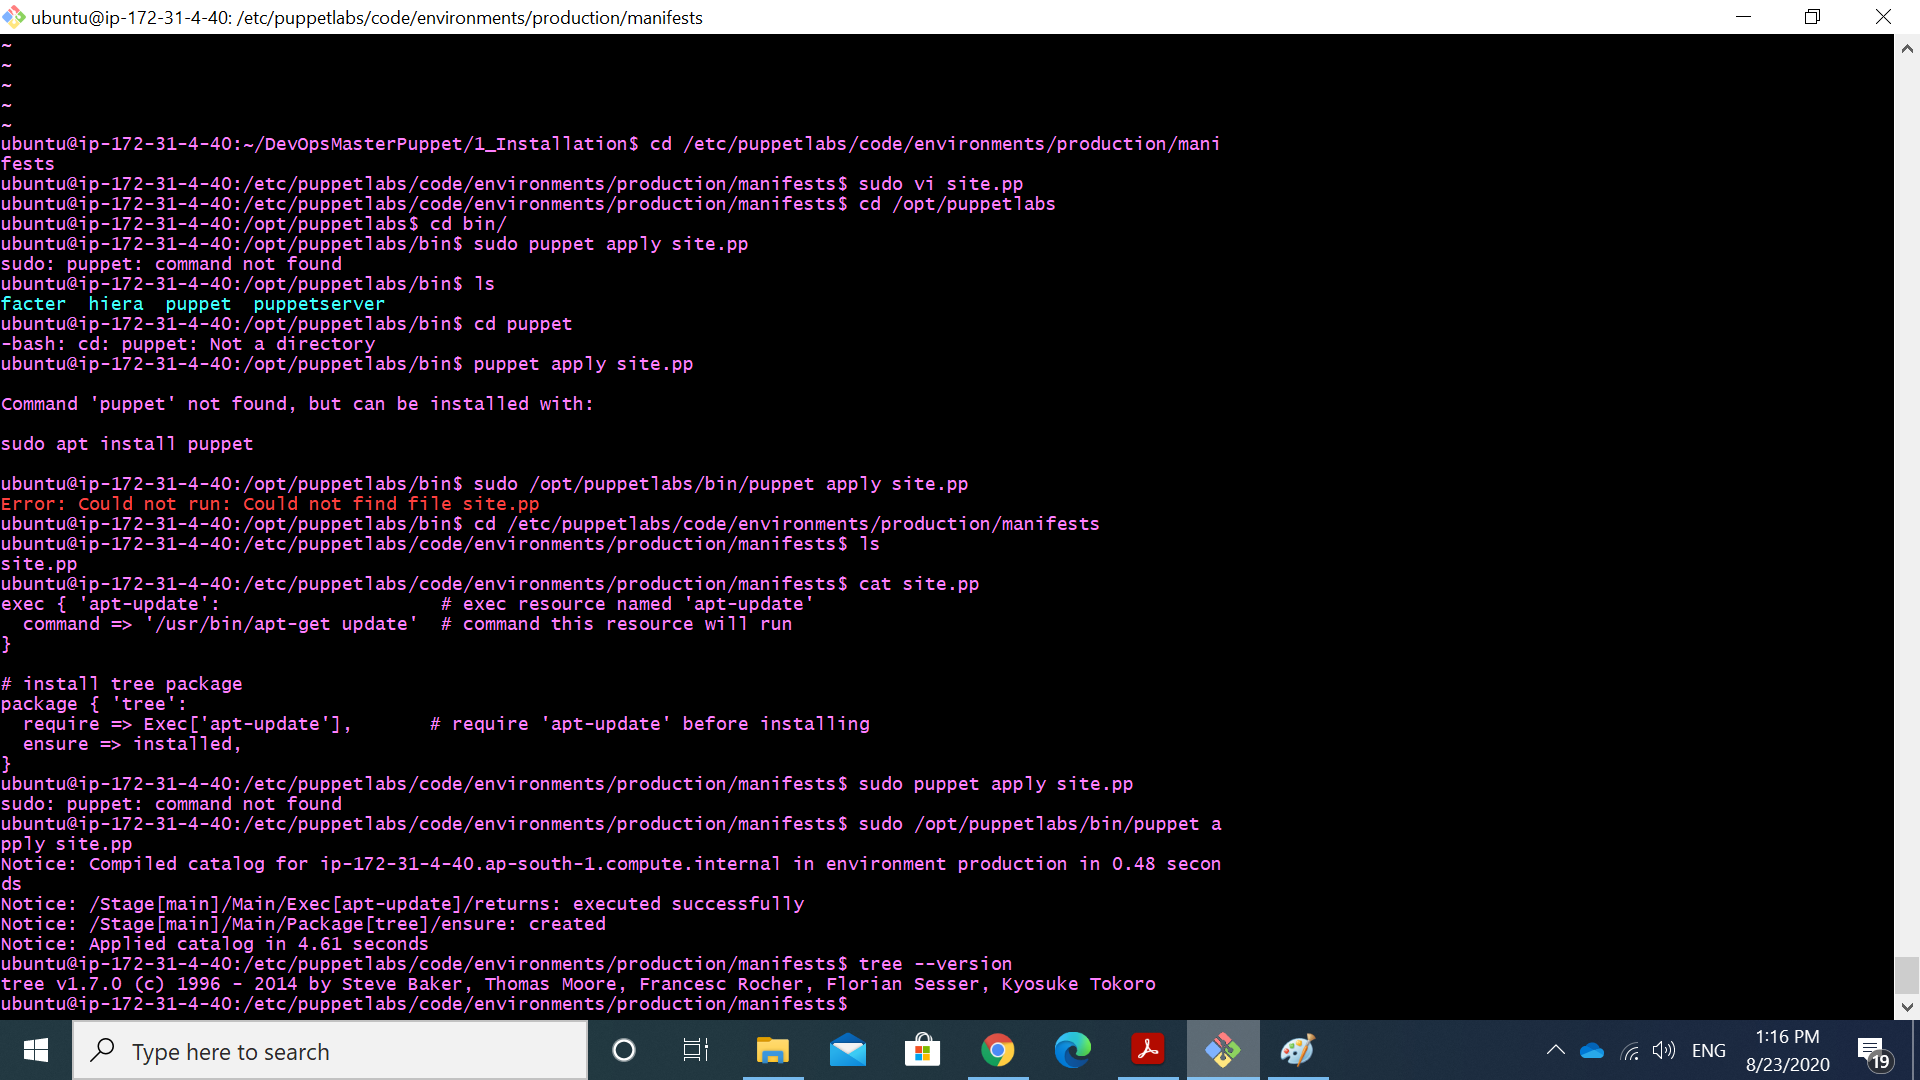 ubuntu@ip-172-31-4-40: /etc/puppetlabs/code/environments/production/manifests
~
~
~
~
~
ubuntu@ip-172-31-4-40:~/DevOpsMasterPuppet/1_Installation$ cd /etc/puppetlabs/code/environments/production/mani
fests
ubuntu@ip-172-31-4-40:/etc/puppetlabs/code/environments/production/manifests$ sudo vi site.pp
ubuntu@ip-172-31-4-40:/etc/puppetlabs/code/environments/production/manifests$ cd /opt/puppetlabs
ubuntu@ip-172-31-4-40:/opt/puppetlabs$ cd bin/
ubuntu@ip-172-31-4-40:/opt/puppetlabs/bin$ sudo puppet apply site.pp
sudo: puppet: command not found
ubuntu@ip-172-31-4-40:/opt/puppetlabs/bin$ ls
facter  hiera  puppet  puppetserver
ubuntu@ip-172-31-4-40:/opt/puppetlabs/bin$ cd puppet
-bash: cd: puppet: Not a directory
ubuntu@ip-172-31-4-40:/opt/puppetlabs/bin$ puppet apply site.pp
Command 'puppet' not found, but can be installed with:
sudo apt install puppet
ubuntu@ip-172-31-4-40:/opt/puppetlabs/bin$ sudo /opt/puppetlabs/bin/puppet apply site.pp
Error: Could not run: Could not find file site.pp
ubuntu@ip-172-31-4-40:/opt/puppetlabs/bin$ cd /etc/puppetlabs/code/environments/production/manifests
ubuntu@ip-172-31-4-40:/etc/puppetlabs/code/environments/production/manifests$ ls
site.pp
ubuntu@ip-172-31-4-40:/etc/puppetlabs/code/environments/production/manifests$ cat site.pp
exec { 'apt-update':                    # exec resource named 'apt-update'
  command => '/usr/bin/apt-get update'  # command this resource will run
}
# install tree package
package { 'tree':
  require => Exec['apt-update'],       # require 'apt-update' before installing
  ensure => installed,
}
ubuntu@ip-172-31-4-40:/etc/puppetlabs/code/environments/production/manifests$ sudo puppet apply site.pp
sudo: puppet: command not found
ubuntu@ip-172-31-4-40:/etc/puppetlabs/code/environments/production/manifests$ sudo /opt/puppetlabs/bin/puppet a
pply site.pp
Notice: Compiled catalog for ip-172-31-4-40.ap-south-1.compute.internal in environment production in 0.48 secon
ds
Notice: /Stage[main]/Main/Exec[apt-update]/returns: executed successfully
Notice: /Stage[main]/Main/Package[tree]/ensure: created
Notice: Applied catalog in 4.61 seconds
ubuntu@ip-172-31-4-40:/etc/puppetlabs/code/environments/production/manifests$ tree --version
tree v1.7.0 (c) 1996 - 2014 by Steve Baker, Thomas Moore, Francesc Rocher, Florian Sesser, Kyosuke Tokoro
ubuntu@ip-172-31-4-40:/etc/puppetlabs/code/environments/production/manifests$
Type here to search
ENG
1:16 PM
8/23/2020
19